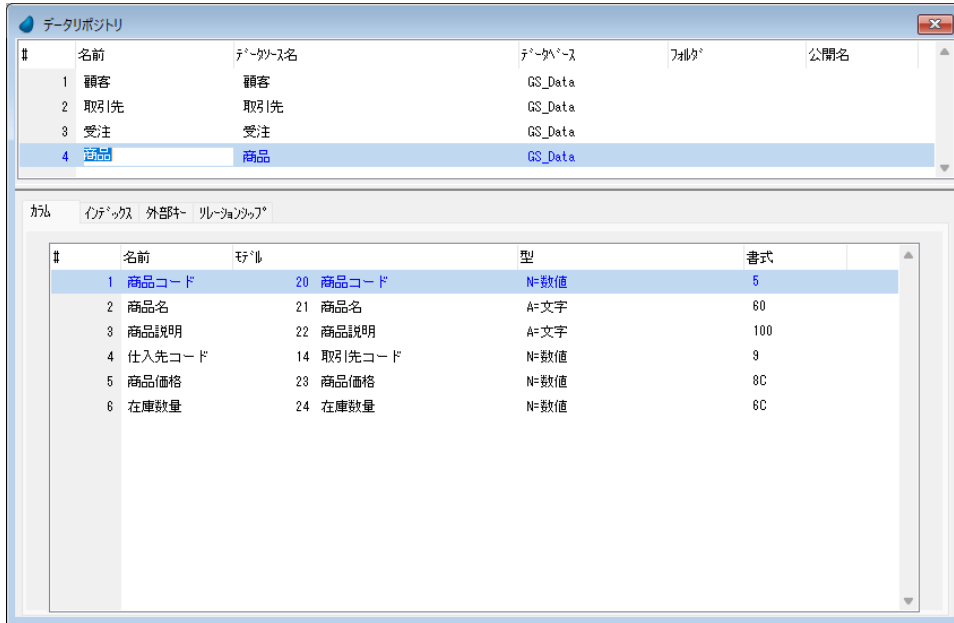 データリポジトリ
# 名前 ﾃﾞｰﾀｿｰｽ名 ﾃﾞｰﾀﾍﾞｰｽ ﾌｫﾙﾀﾞ 公開名
1 顧客 顧客 GS_Data
2 取引先 取引先 GS_Data
3 受注 受注 GS_Data
4 商品 商品 GS_Data
ｶﾗﾑ ｲﾝﾃﾞｯｸｽ 外部ｷｰ ﾘﾚｰｼｮﾝｼｯﾌﾟ
# 名前 ﾓﾃﾞﾙ 型 書式
1 商品コード 20 商品コード N=数値 5
2 商品名 21 商品名 A=文字 60
3 商品説明 22 商品説明 A=文字 100
4 仕入先コード 14 取引先コード N=数値 9
5 商品価格 23 商品価格 N=数値 8C
6 在庫数量 24 在庫数量 N=数値 6C